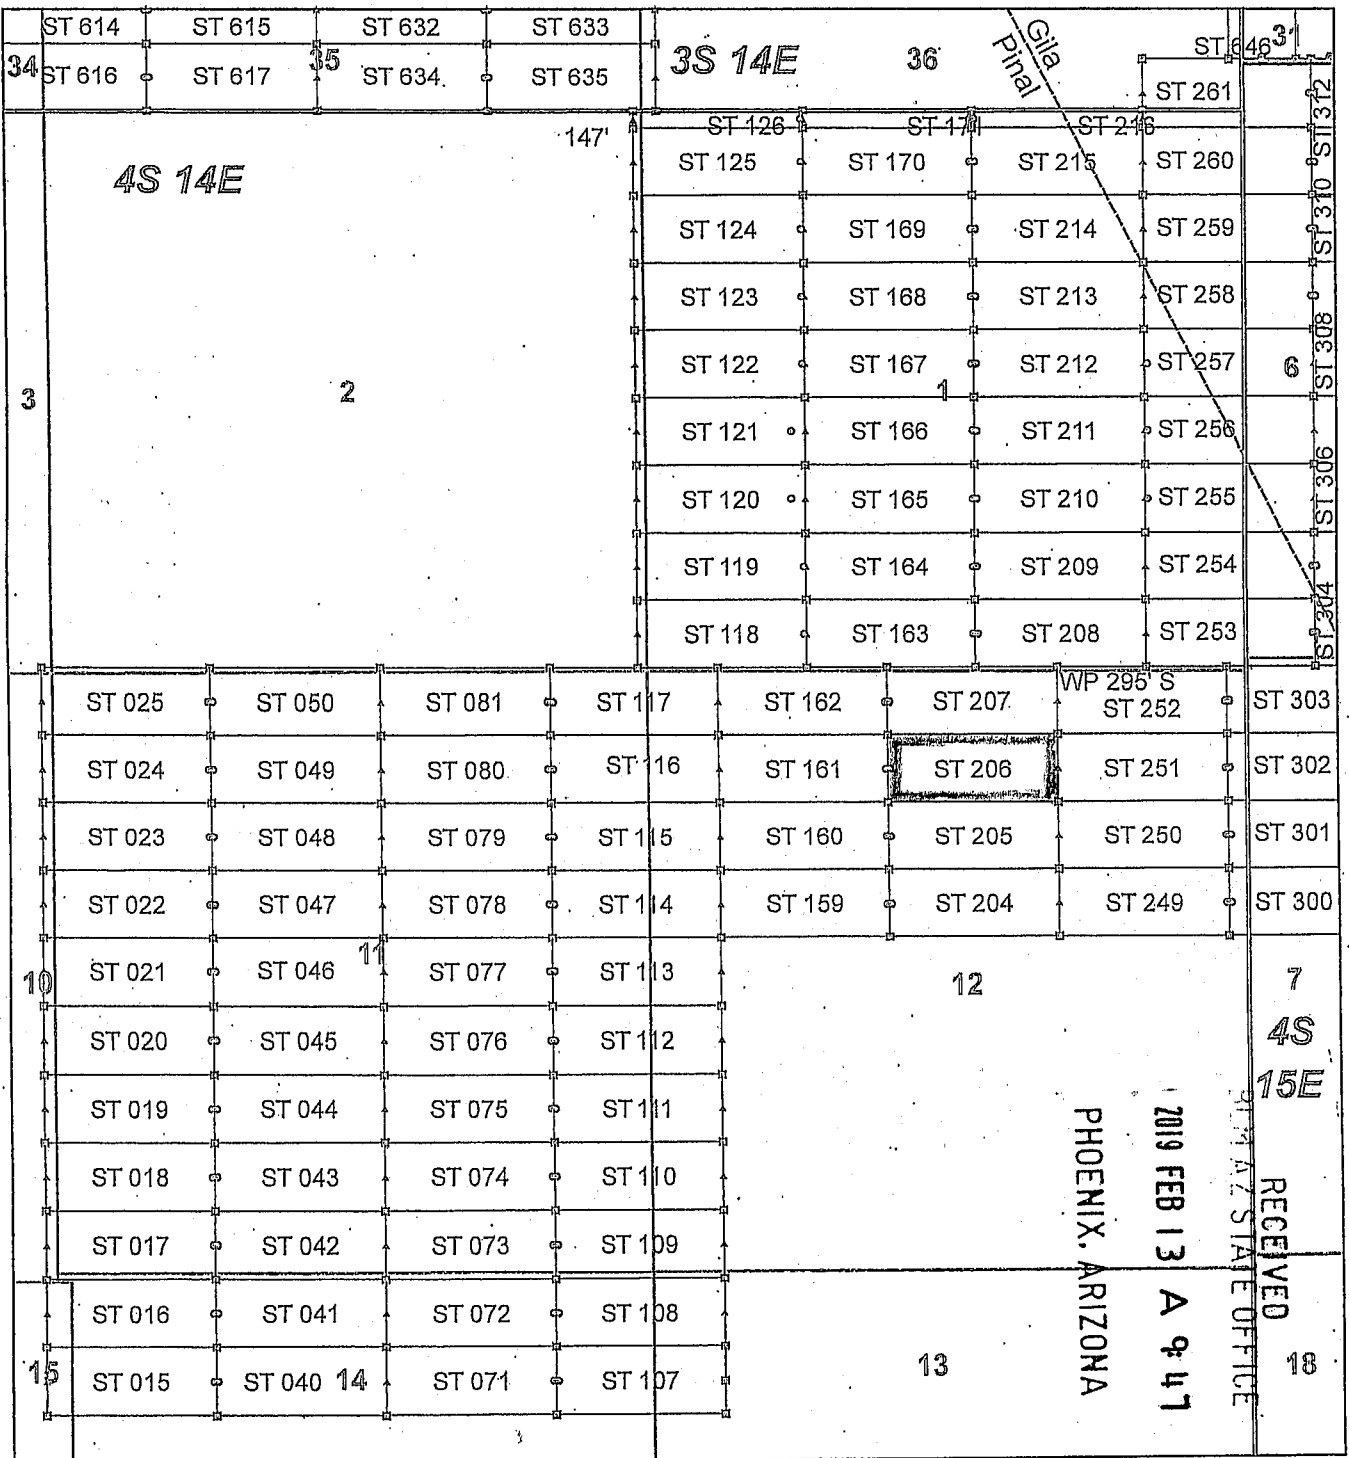 ST 614 ST 615 ST 632 ST 633
34 35 3S 14E 36 Gila ST 646 31
Pinal
ST 616 ST 617 ST 634 ST 635 ST 261
147' ST 126 ST 171 ST 216 ST 312
4S 14E ST 125 ST 170 ST 215 ST 260
ST 124 ST 169 ST 214 ST 259 ST 310
ST 123 ST 168 ST 213 ST 258
ST 122 ST 167 ST 212 ST 257 ST 308
3 2 1 6
ST 121 ST 166 ST 211 ST 256
ST 120 ST 165 ST 210 ST 255 ST 306
ST 119 ST 164 ST 209 ST 254
ST 118 ST 163 ST 208 ST 253 ST 304
WP 295' S
ST 025 ST 050 ST 081 ST 117 ST 162 ST 207 ST 252 ST 303
ST 024 ST 049 ST 080 ST 116 ST 161 ST 206 ST 251 ST 302
ST 023 ST 048 ST 079 ST 115 ST 160 ST 205 ST 250 ST 301
ST 022 ST 047 ST 078 ST 114 ST 159 ST 204 ST 249 ST 300
10 11 12 7
ST 021 ST 046 ST 077 ST 113
4S
15E
ST 020 ST 045 ST 076 ST 112
ST 019 ST 044 ST 075 ST 111
ST 018 ST 043 ST 074 ST 110
ST 017 ST 042 ST 073 ST 109
ST 016 ST 041 ST 072 ST 108
15 14 13 18
ST 015 ST 040 ST 071 ST 107
RECEIVED
AZ STATE OFFICE
2019 FEB 13 A 9:47
PHOENIX, ARIZONA